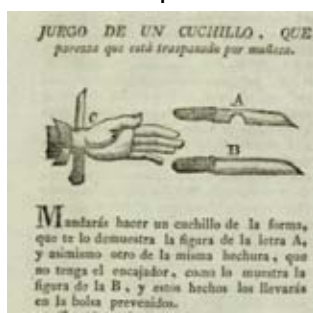 JUEGO DE UN CUCHILLO, QUE
parezca que está traspasado por muñeca.
A
C
B
Mandarás hacer un cuchillo de la forma,
que te lo demuestra la figura de la letra A,
y asimismo otro de la misma hechura, que
no tenga el encajador, como lo muestra la
figura de la B, y estos hechos los llevarás
en la bolsa prevenidos.